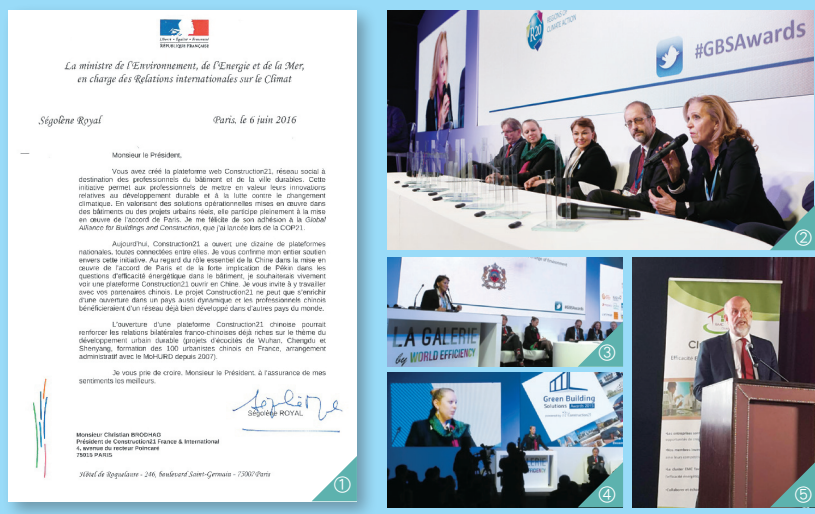 Liberté • Égalité • Fraternité
RÉPUBLIQUE FRANÇAISE
La ministre de l'Environnement, de l'Energie et de la Mer,
en charge des Relations internationales sur le Climat
Ségolène Royal
Paris, le 6 juin 2016
Monsieur le Président,
Vous avez créé la plateforme web Construction21, réseau social à
destination des professionnels du bâtiment et de la ville durables. Cette
initiative permet aux professionnels de mettre en valeur leurs innovations
relatives au développement durable et à la lutte contre le changement
climatique. En valorisant des solutions opérationnelles mises en œuvre dans
des bâtiments ou des projets urbains réels, elle participe pleinement à la mise
en œuvre de l'accord de Paris. Je me félicite de son adhésion à la Global
Alliance for Buildings and Construction, que j'ai lancée lors de la COP21.
Aujourd'hui, Construction21 a ouvert une dizaine de plateformes
nationales, toutes connectées entre elles. Je vous confirme mon entier soutien
envers cette initiative. Au regard du rôle essentiel de la Chine dans la mise en
œuvre de l'accord de Paris et de la forte implication de Pékin dans les
questions d'efficacité énergétique dans le bâtiment, je souhaiterais vivement
voir une plateforme Construction21 ouvrir en Chine. Je vous invite à y travailler
avec vos partenaires chinois. Le projet Construction21 ne peut que s'enrichir
d'une ouverture dans un pays aussi dynamique et les professionnels chinois
bénéficieraient d'un réseau déjà bien développé dans d'autres pays du monde.
L'ouverture d'une plateforme Construction21 chinoise pourrait
renforcer les relations bilatérales franco-chinoises déjà riches sur le thème du
développement urbain durable (projets d'écocités de Wuhan, Chengdu et
Shenyang, formation des 100 urbanistes chinois en France, arrangement
administratif avec le MoHURD depuis 2007).
Je vous prie de croire, Monsieur le Président, à l'assurance de mes
sentiments les meilleurs.
Ségolène ROYAL
Monsieur Christian BRODHAG
Président de Construction21 France & International
4, avenue du recteur Poincaré
75016 PARIS
Hôtel de Roquelaure - 246, boulevard Saint-Germain - 75007 Paris
①
R20
REGIONS OF
CLIMATE ACTION
#GBSAwards
②
#GBSAwards
LA GALERIE
by WORLD EFFICIENCY
③
Green Building
Solutions
④
⑤